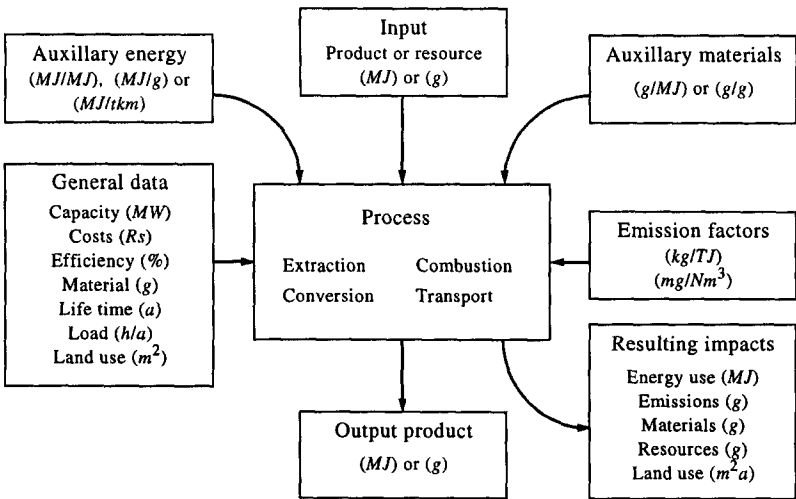 Auxillary energy
(MJ/MJ), (MJ/g) or
(MJ/tkm)
Input
Product or resource
(MJ) or (g)
Auxillary materials
(g/MJ) or (g/g)
General data
Capacity (MW)
Costs (Rs)
Efficiency (%)
Material (g)
Life time (a)
Load (h/a)
Land use (m²)
Process
Extraction Combustion
Conversion Transport
Emission factors
(kg/TJ)
(mg/Nm³)
Resulting impacts
Energy use (MJ)
Emissions (g)
Materials (g)
Resources (g)
Land use (m²a)
Output product
(MJ) or (g)